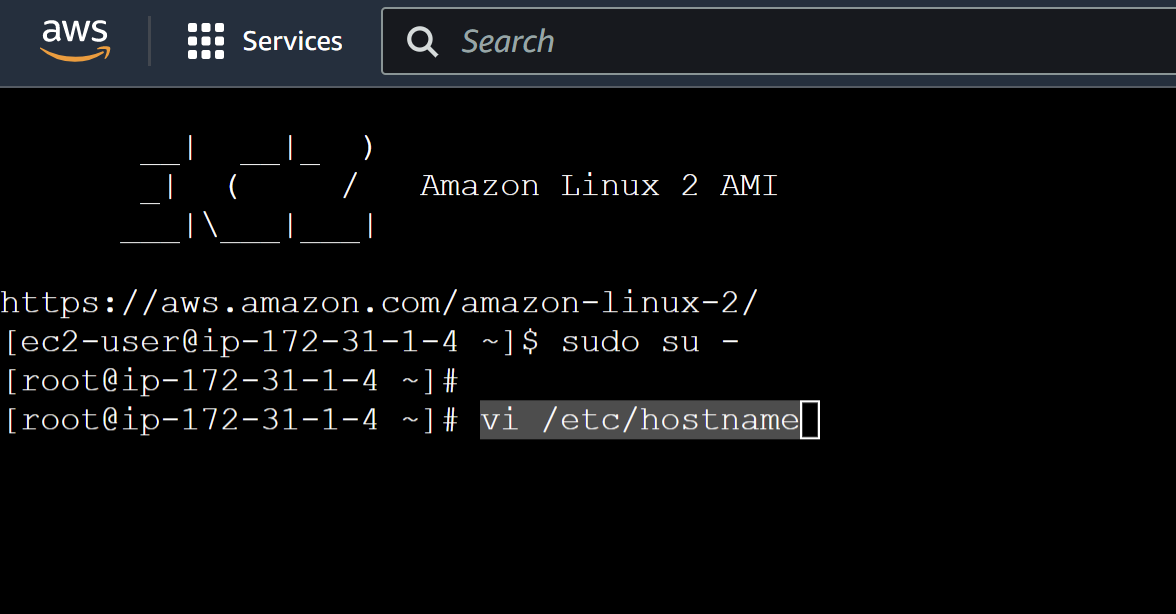 aws
Services
Search
__|  __|_  )
_|  (     /   Amazon Linux 2 AMI
___|\___|___|
https://aws.amazon.com/amazon-linux-2/
[ec2-user@ip-172-31-1-4 ~]$ sudo su -
[root@ip-172-31-1-4 ~]#
[root@ip-172-31-1-4 ~]# vi /etc/hostname